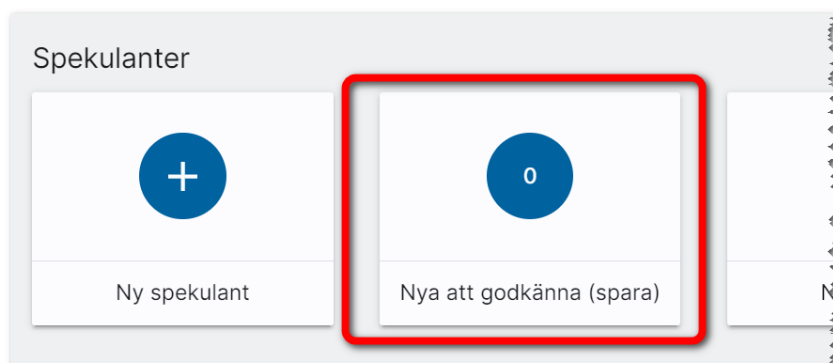 Spekulanter
+
0
Ny spekulant
Nya att godkänna (spara)